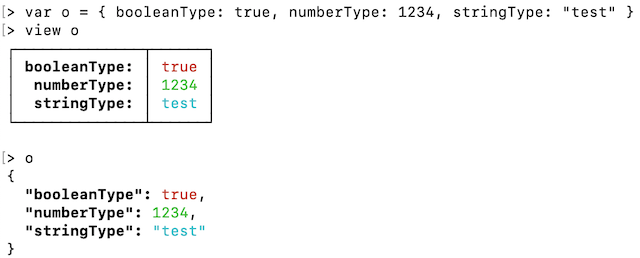 [> var o = { booleanType: true, numberType: 1234, stringType: "test" }
[> view o
booleanType: true
numberType: 1234
stringType: test
[> o
{
"booleanType": true,
"numberType": 1234,
"stringType": "test"
}